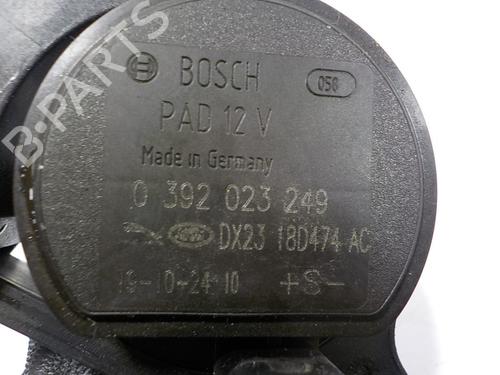 BOSCH
058
PAD 12 V
Made in Germany
0 392 023 249
DX23 18D474 AC
19-10-24 10 +S-
B-PARTS